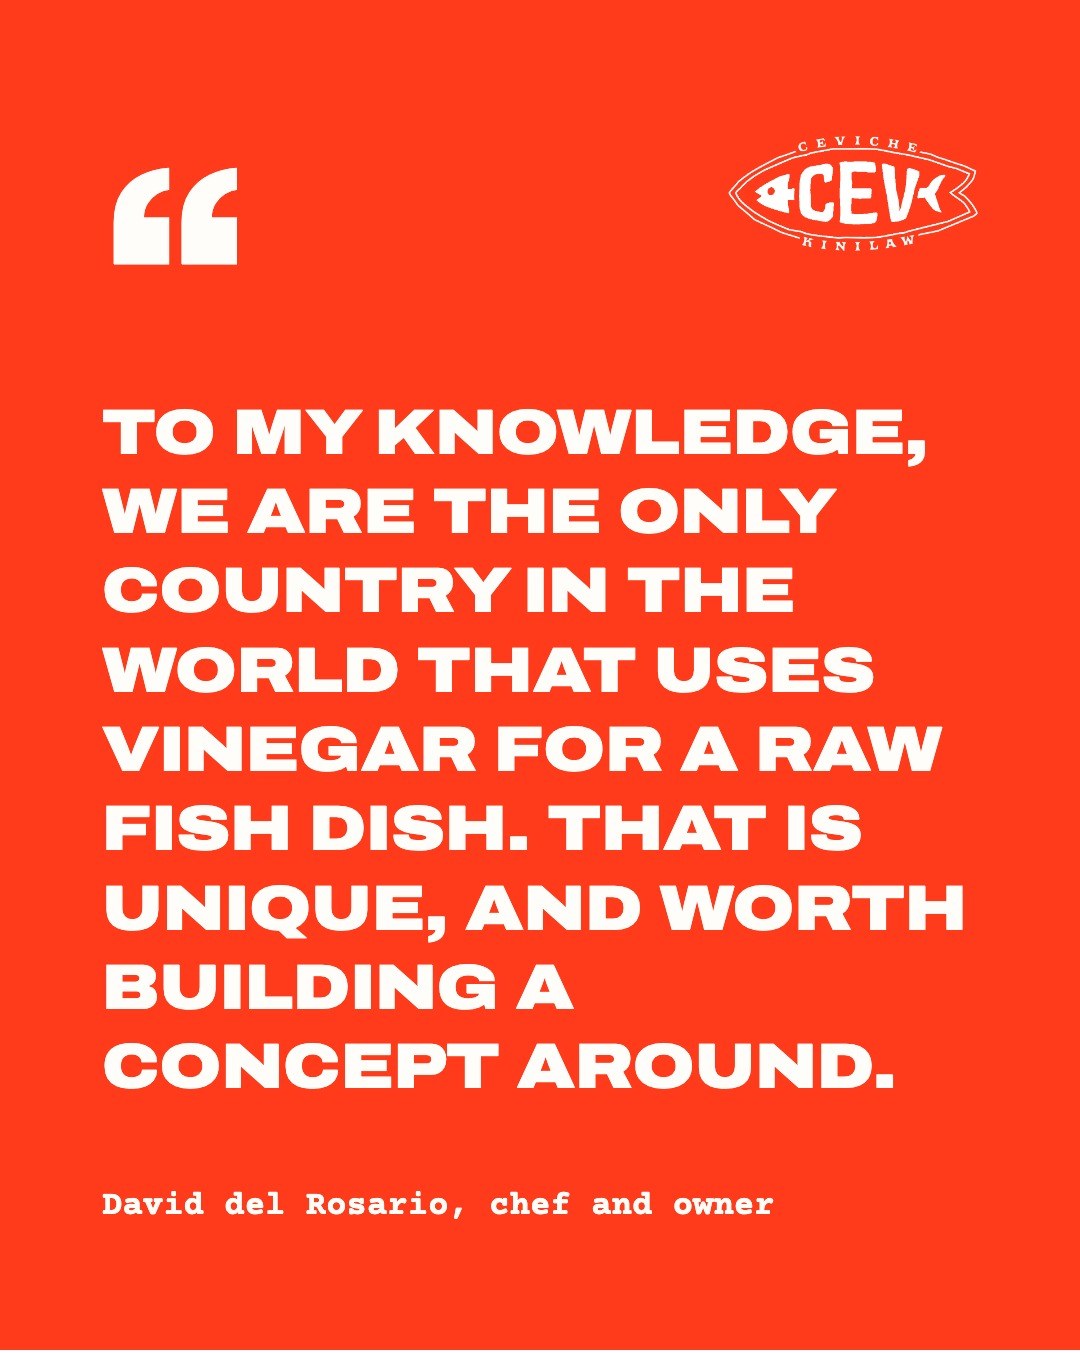 “
CEVICHE
CEV
KINILAW
TO MY KNOWLEDGE,
WE ARE THE ONLY
COUNTRY IN THE
WORLD THAT USES
VINEGAR FOR A RAW
FISH DISH. THAT IS
UNIQUE, AND WORTH
BUILDING A
CONCEPT AROUND.
David del Rosario, chef and owner